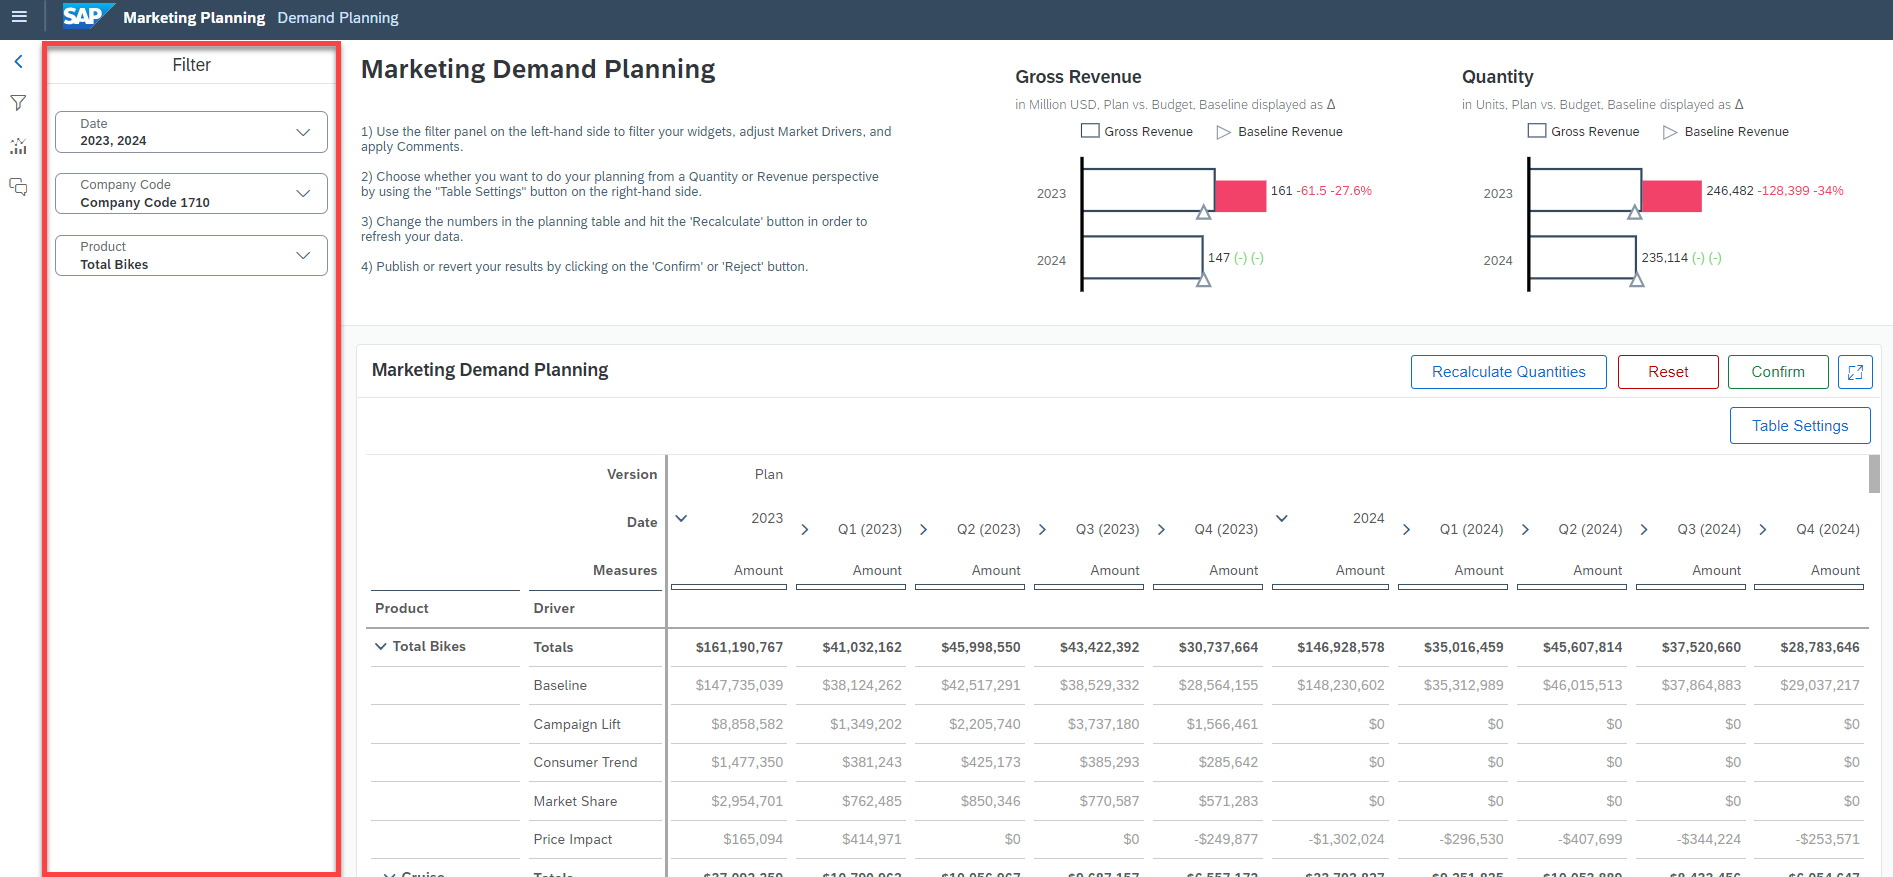 SAP Marketing Planning Demand Planning
Filter
Date
2023, 2024
Company Code
Company Code 1710
Product
Total Bikes
Marketing Demand Planning
1) Use the filter panel on the left-hand side to filter your widgets, adjust Market Drivers, and
apply Comments.
2) Choose whether you want to do your planning from a Quantity or Revenue perspective
by using the "Table Settings" button on the right-hand side.
3) Change the numbers in the planning table and hit the 'Recalculate' button in order to
refresh your data.
4) Publish or revert your results by clicking on the 'Confirm' or 'Reject' button.
Gross Revenue
in Million USD, Plan vs. Budget, Baseline displayed as Δ
Gross Revenue Baseline Revenue
2023 161 -61.5 -27.6%
2024 147 (-) (-)
Quantity
in Units, Plan vs. Budget, Baseline displayed as Δ
Gross Revenue Baseline Revenue
2023 246,482 -128,399 -34%
2024 235,114 (-) (-)
Marketing Demand Planning
Recalculate Quantities Reset Confirm
Table Settings
Version Plan
Date 2023 Q1 (2023) Q2 (2023) Q3 (2023) Q4 (2023) 2024 Q1 (2024) Q2 (2024) Q3 (2024) Q4 (2024)
Measures Amount Amount Amount Amount Amount Amount Amount Amount Amount Amount
Product Driver
Total Bikes Totals $161,190,767 $41,032,162 $45,998,550 $43,422,392 $30,737,664 $146,928,578 $35,016,459 $45,607,814 $37,520,660 $28,783,646
Baseline $147,735,039 $38,124,262 $42,517,291 $38,529,332 $28,564,155 $148,230,602 $35,312,989 $46,015,513 $37,864,883 $29,037,217
Campaign Lift $8,858,582 $1,349,202 $2,205,740 $3,737,180 $1,566,461 $0 $0 $0 $0 $0
Consumer Trend $1,477,350 $381,243 $425,173 $385,293 $285,642 $0 $0 $0 $0 $0
Market Share $2,954,701 $762,485 $850,346 $770,587 $571,283 $0 $0 $0 $0 $0
Price Impact $165,094 $414,971 $0 $0 -$249,877 -$1,302,024 -$296,530 -$407,699 -$344,224 -$253,571
Cruise Totals